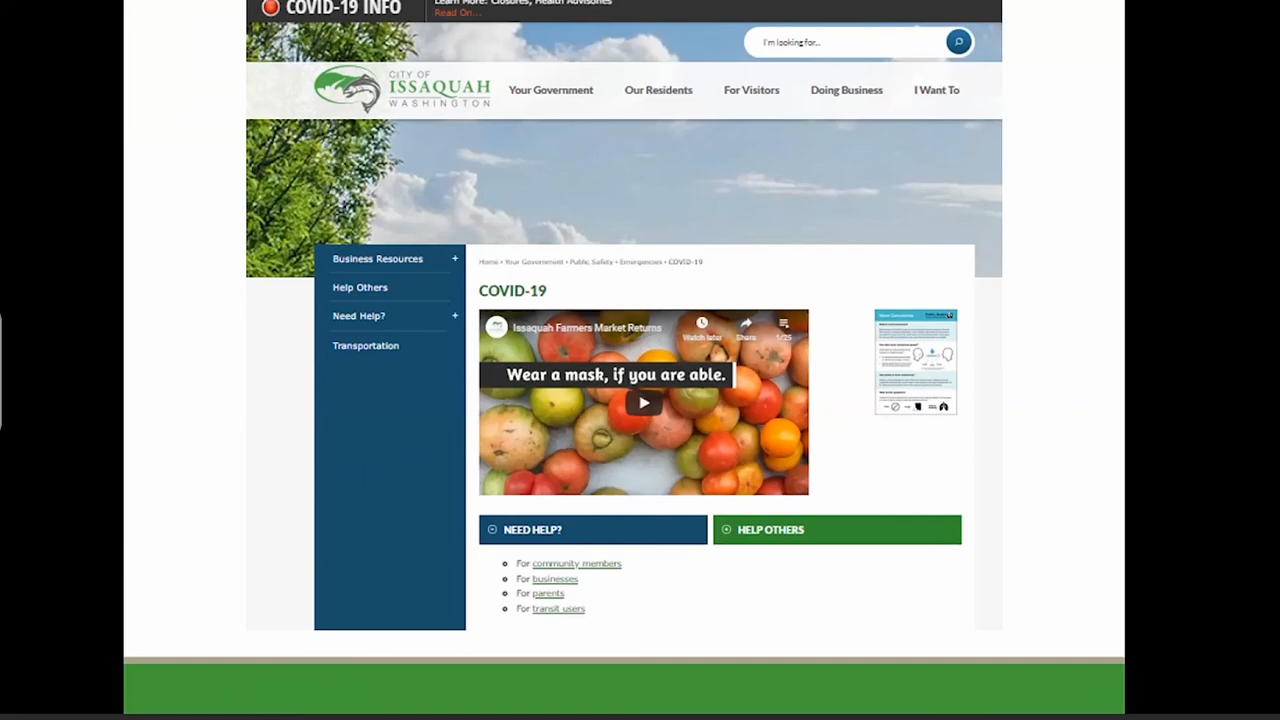 COVID-19 INFO
Learn More: Closures, Health Advisories
Read On...
I'm looking for...
CITY OF
ISSAQUAH
WASHINGTON
Your Government
Our Residents
For Visitors
Doing Business
I Want To
Business Resources +
Help Others
Need Help? +
Transportation
Home • Your Government • Public Safety • Emergencies • COVID-19
COVID-19
Issaquah Farmers Market Returns
Watch later
Share
1/25
Wear a mask, if you are able.
NEED HELP?
HELP OTHERS
For community members
For businesses
For parents
For transit users